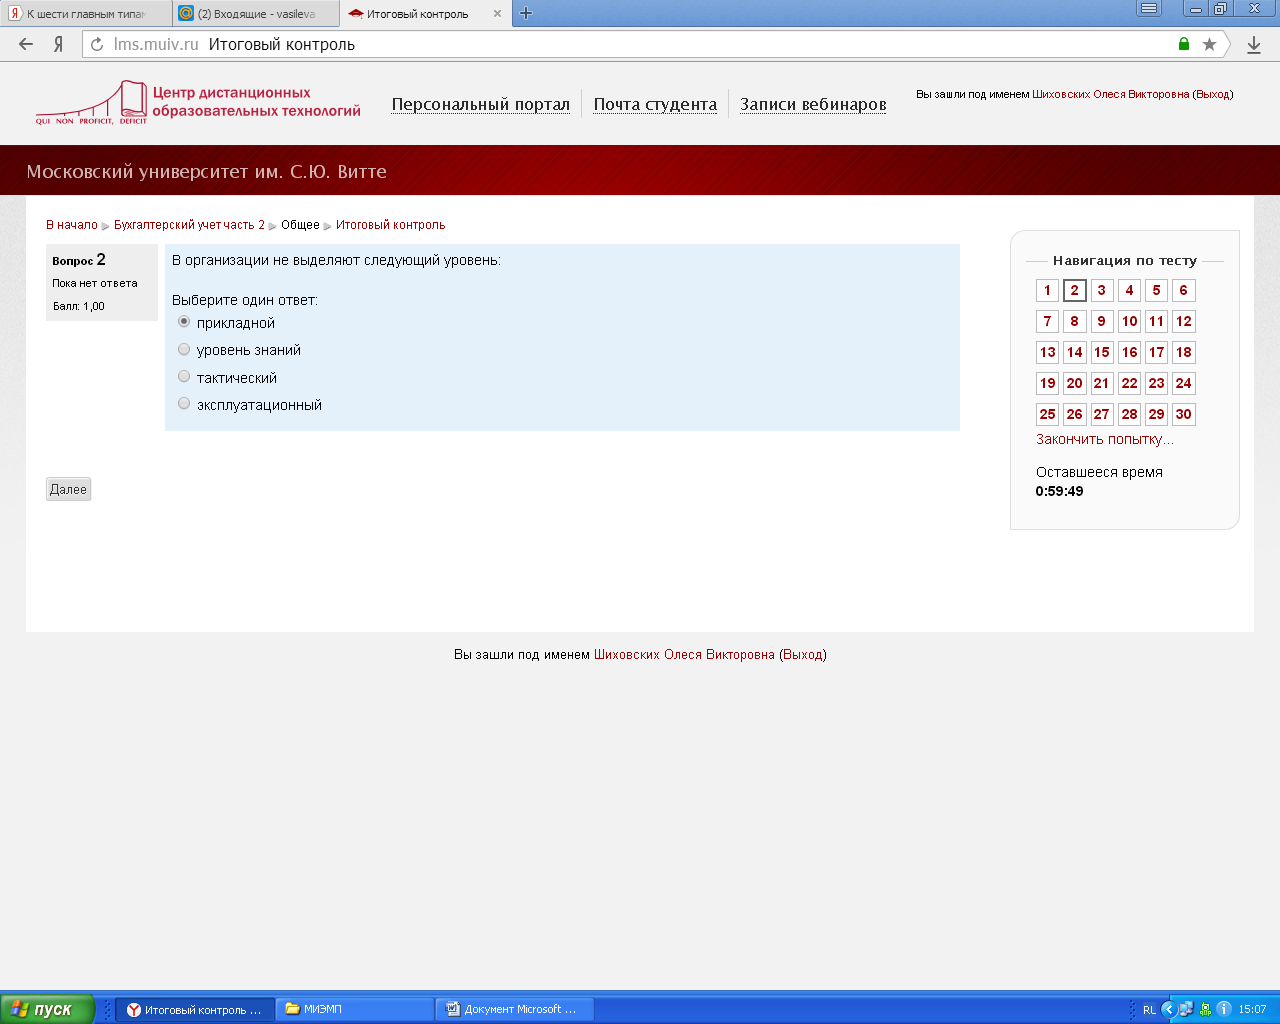 К шести главным типам
(2) Входящие - vasileva
Итоговый контроль
lms.muiv.ru Итоговый контроль
Центр дистанционных
образовательных технологий
QUI NON PROFICIT, DEFICIT
Персональный портал
Почта студента
Записи вебинаров
Вы зашли под именем Шиховских Олеся Викторовна (Выход)
Московский университет им. С.Ю. Витте
В начало
Бухгалтерский учет часть 2
Общее
Итоговый контроль
Вопрос 2
Пока нет ответа
Балл: 1,00
В организации не выделяют следующий уровень:
Выберите один ответ:
прикладной
уровень знаний
тактический
эксплуатационный
Далее
Навигация по тесту
1 2 3 4 5 6
7 8 9 10 11 12
13 14 15 16 17 18
19 20 21 22 23 24
25 26 27 28 29 30
Закончить попытку...
Оставшееся время
0:59:49
Вы зашли под именем Шиховских Олеся Викторовна (Выход)
пуск
Итоговый контроль ...
МИЭМП
Документ Microsoft ...
RL
15:07